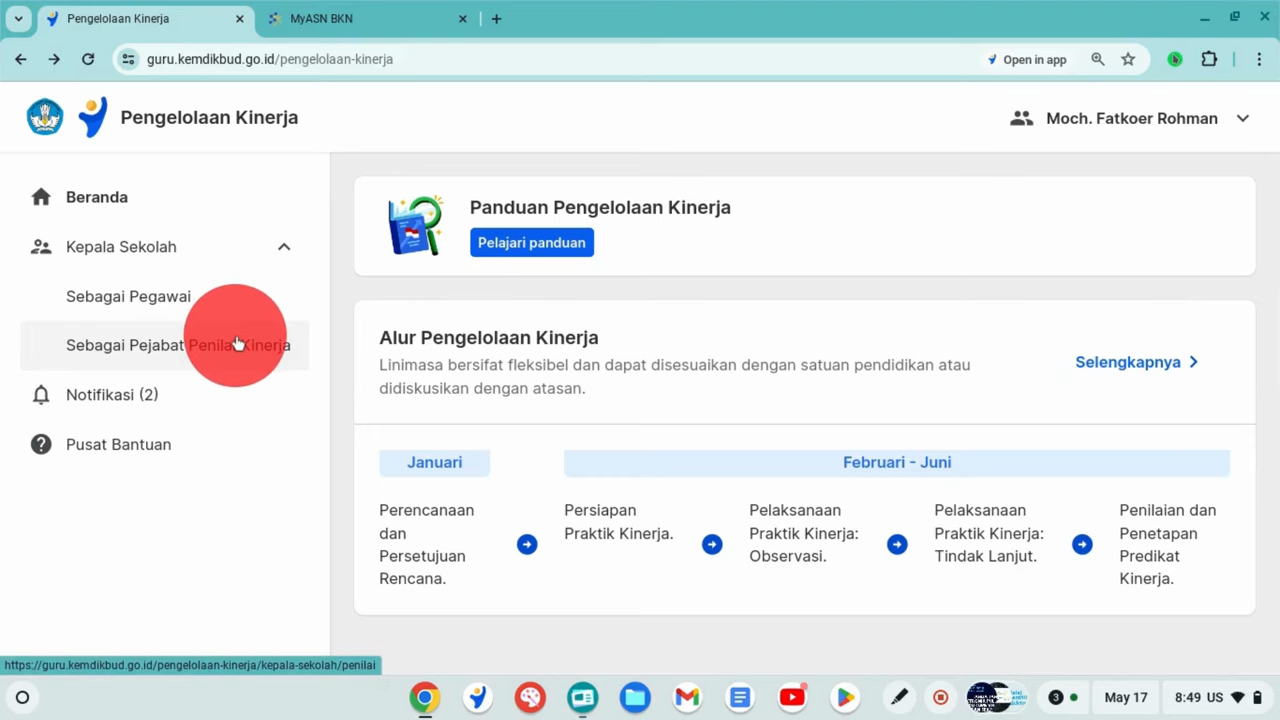 Pengelolaan Kinerja
MyASN BKN
guru.kemdikbud.go.id/pengelolaan-kinerja
Open in app
Pengelolaan Kinerja
Moch. Fatkoer Rohman
Beranda
Kepala Sekolah
Sebagai Pegawai
Sebagai Pejabat Penilai Kinerja
Notifikasi (2)
Pusat Bantuan
Panduan Pengelolaan Kinerja
Pelajari panduan
Alur Pengelolaan Kinerja
Linimasa bersifat fleksibel dan dapat disesuaikan dengan satuan pendidikan atau
didiskusikan dengan atasan.
Selengkapnya
Januari
Februari - Juni
Perencanaan
dan
Persetujuan
Rencana.
Persiapan
Praktik Kinerja.
Pelaksanaan
Praktik Kinerja:
Observasi.
Pelaksanaan
Praktik Kinerja:
Tindak Lanjut.
Penilaian dan
Penetapan
Predikat
Kinerja.
https://guru.kemdikbud.go.id/pengelolaan-kinerja/kepala-sekolah/penilai
3
May 17
8:49 US